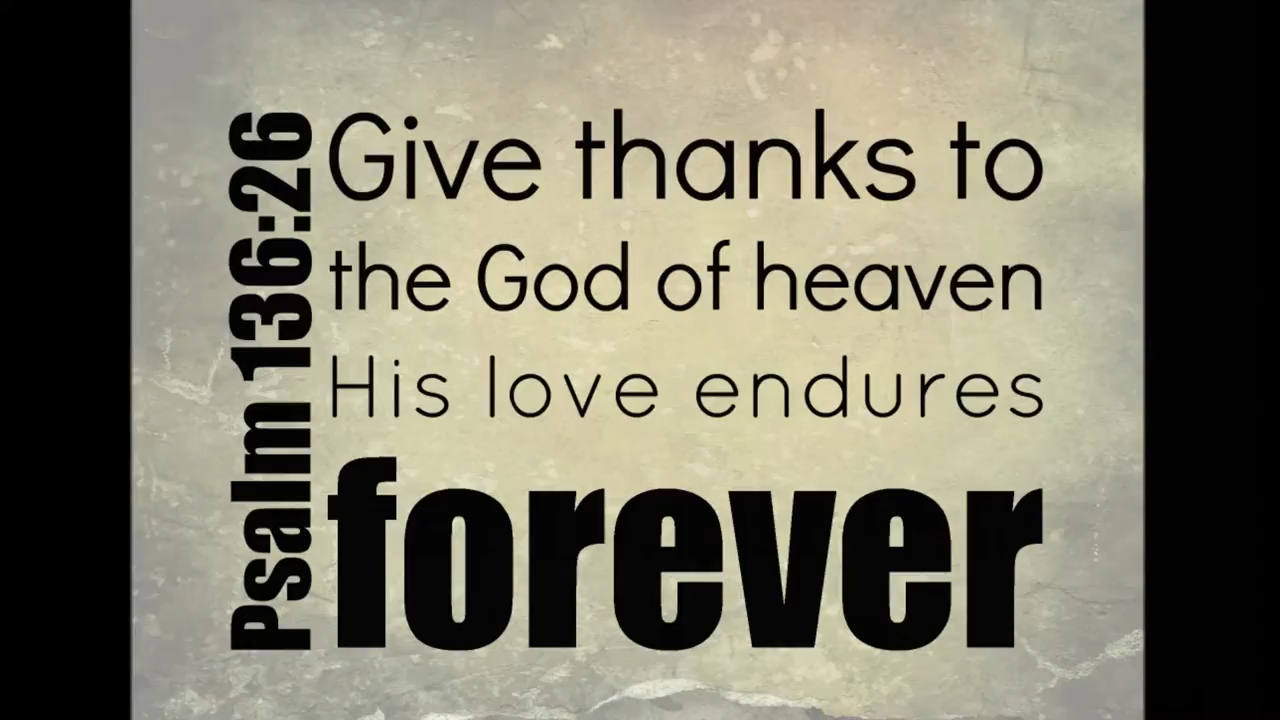 Psalm 136:26
Give thanks to
the God of heaven
His love endures
forever